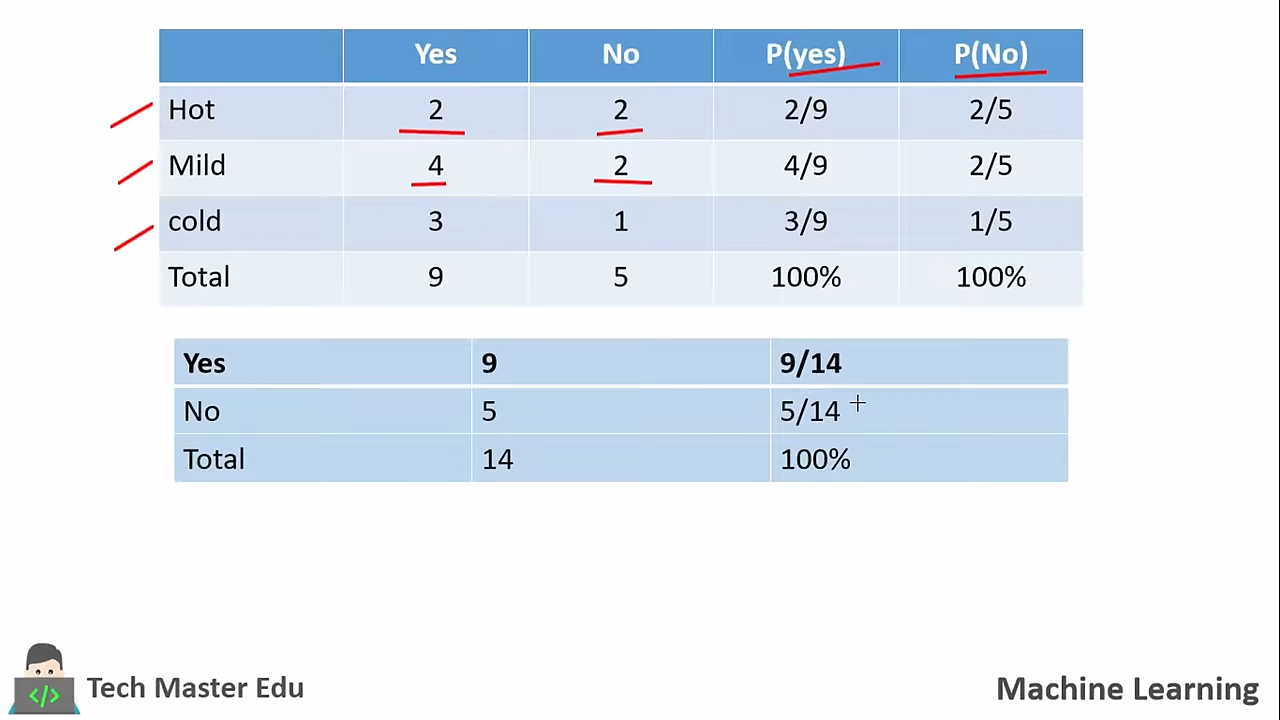 Yes No P(yes) P(No)
Hot 2 2 2/9 2/5
Mild 4 2 4/9 2/5
cold 3 1 3/9 1/5
Total 9 5 100% 100%
Yes 9 9/14
No 5 5/14
Total 14 100%
</> Tech Master Edu
Machine Learning